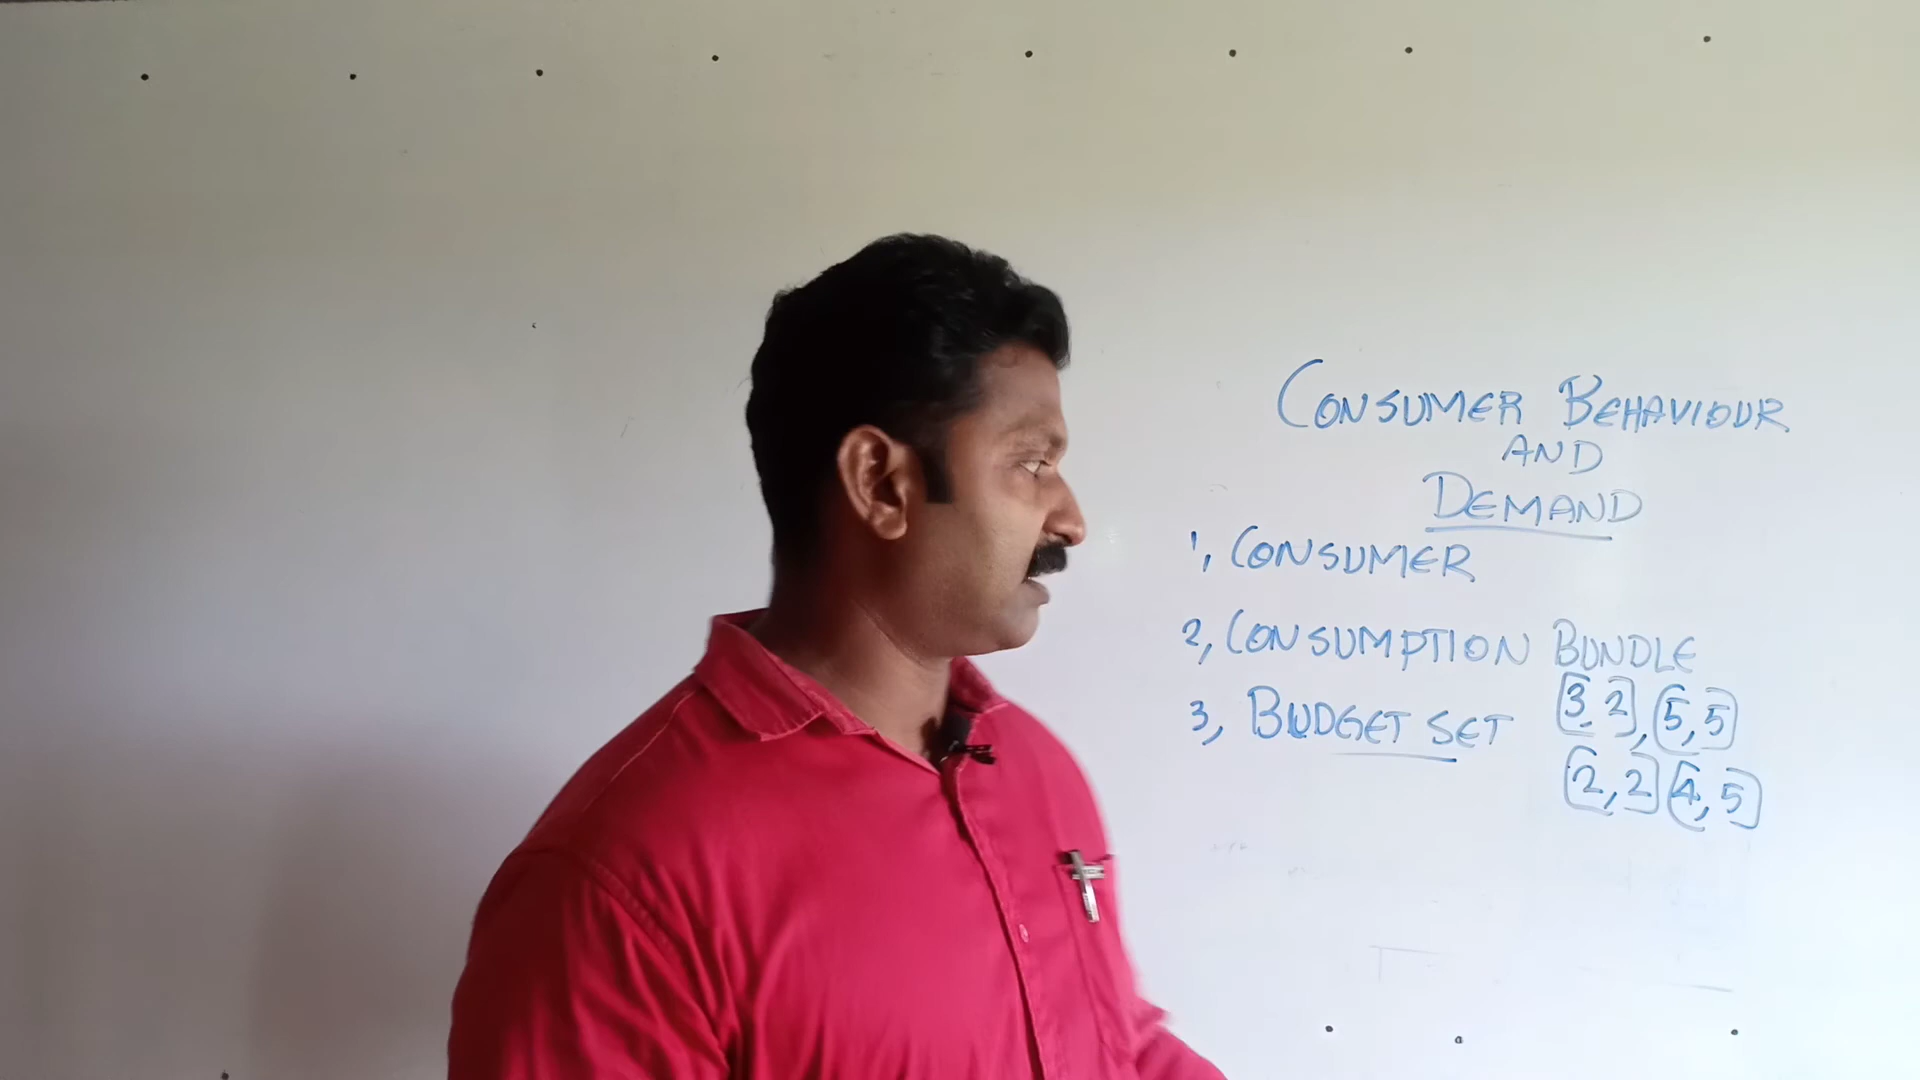 CONSUMER BEHAVIOUR
AND
DEMAND
1, CONSUMER
2, CONSUMPTION BUNDLE
3, BUDGET SET (3,2), (5,5)
(2,2) (4,5)